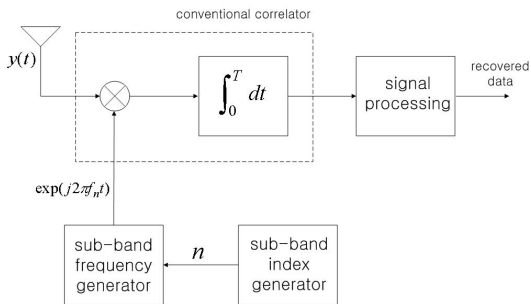 conventional correlator
y(t)
∫₀ᵀ dt
signal
processing
recovered
data
exp(j2πfₙt)
sub-band
frequency
generator
n
sub-band
index
generator